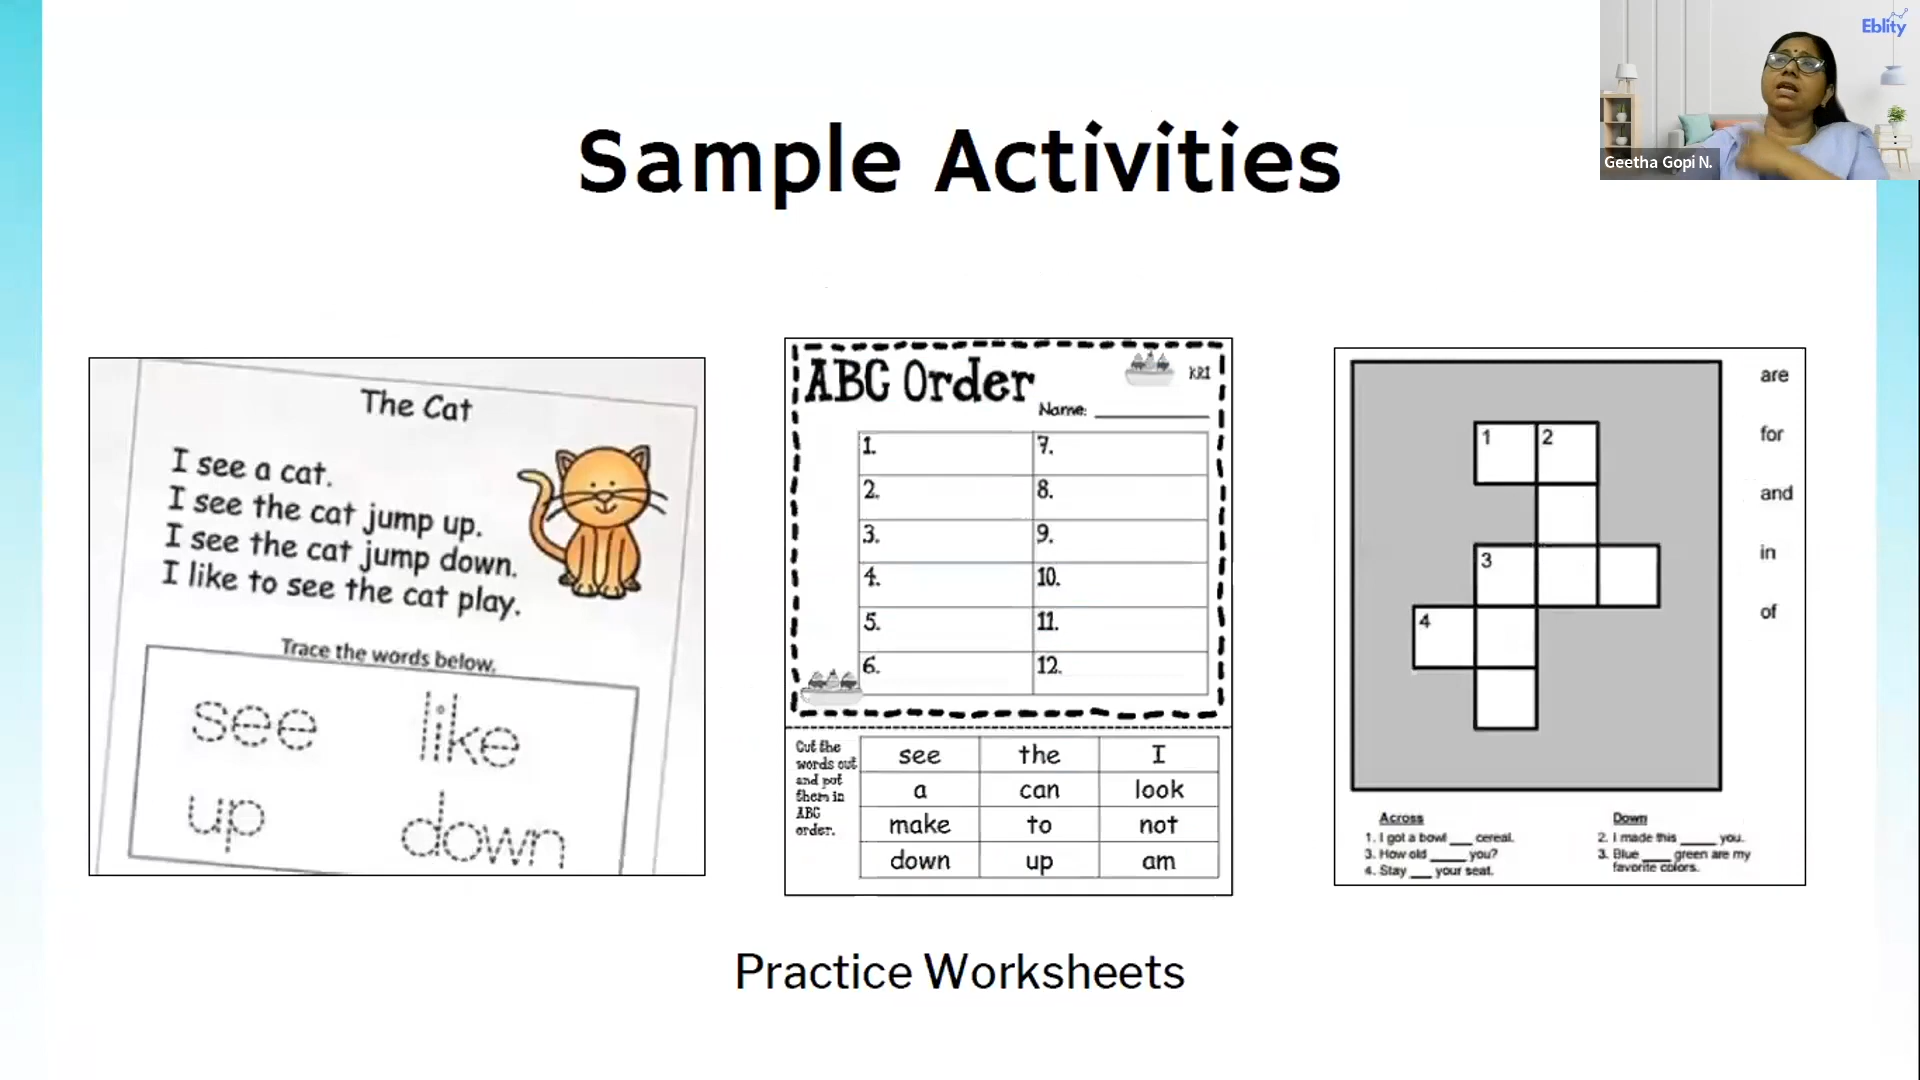 Eblity
Geetha Gopi N.
Sample Activities
The Cat
I see a cat.
I see the cat jump up.
I see the cat jump down.
I like to see the cat play.
Trace the words below.
see like
up down
ABC Order
KRI
Name:
1. 7.
2. 8.
3. 9.
4. 10.
5. 11.
6. 12.
Cut the
words out
and put
them in
ABC
order.
see the I
a can look
make to not
down up am
1 2
3
4
are
for
and
in
of
Across
1. I got a bowl ___ cereal.
3. How old _____ you?
4. Stay ___ your seat.
Down
2. I made this _____ you.
3. Blue ____ green are my
favorite colors.
Practice Worksheets